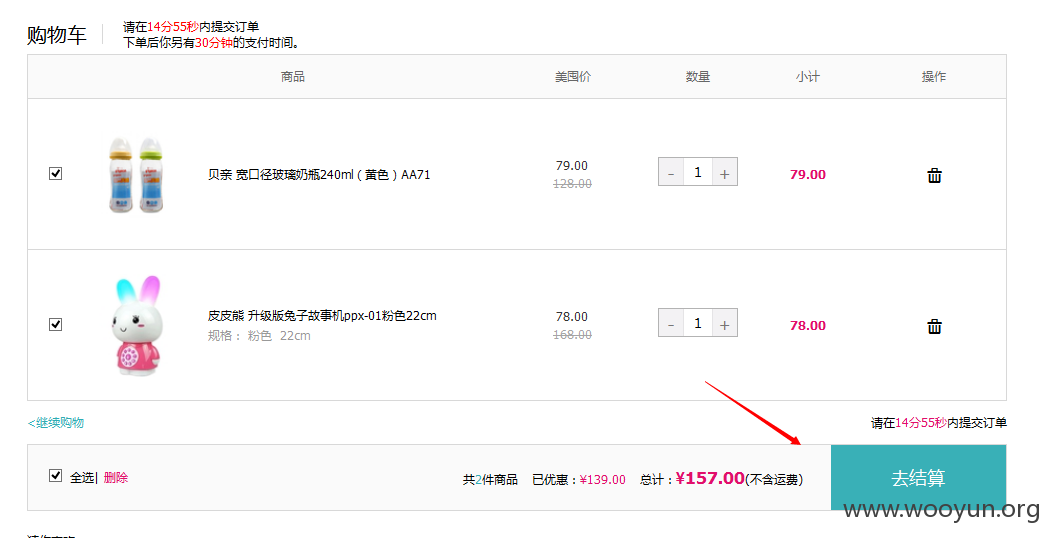 购物车
请在14分55秒内提交订单
下单后你另有30分钟的支付时间。
商品 美囤价 数量 小计 操作
贝亲 宽口径玻璃奶瓶240ml（黄色）AA71 79.00 - 1 + 79.00
128.00
皮皮熊 升级版兔子故事机ppx-01粉色22cm 78.00 - 1 + 78.00
规格： 粉色 22cm 168.00
<继续购物 请在14分55秒内提交订单
全选| 删除 共2件商品 已优惠：¥139.00 总计：¥157.00(不含运费) 去结算
www.wooyun.org